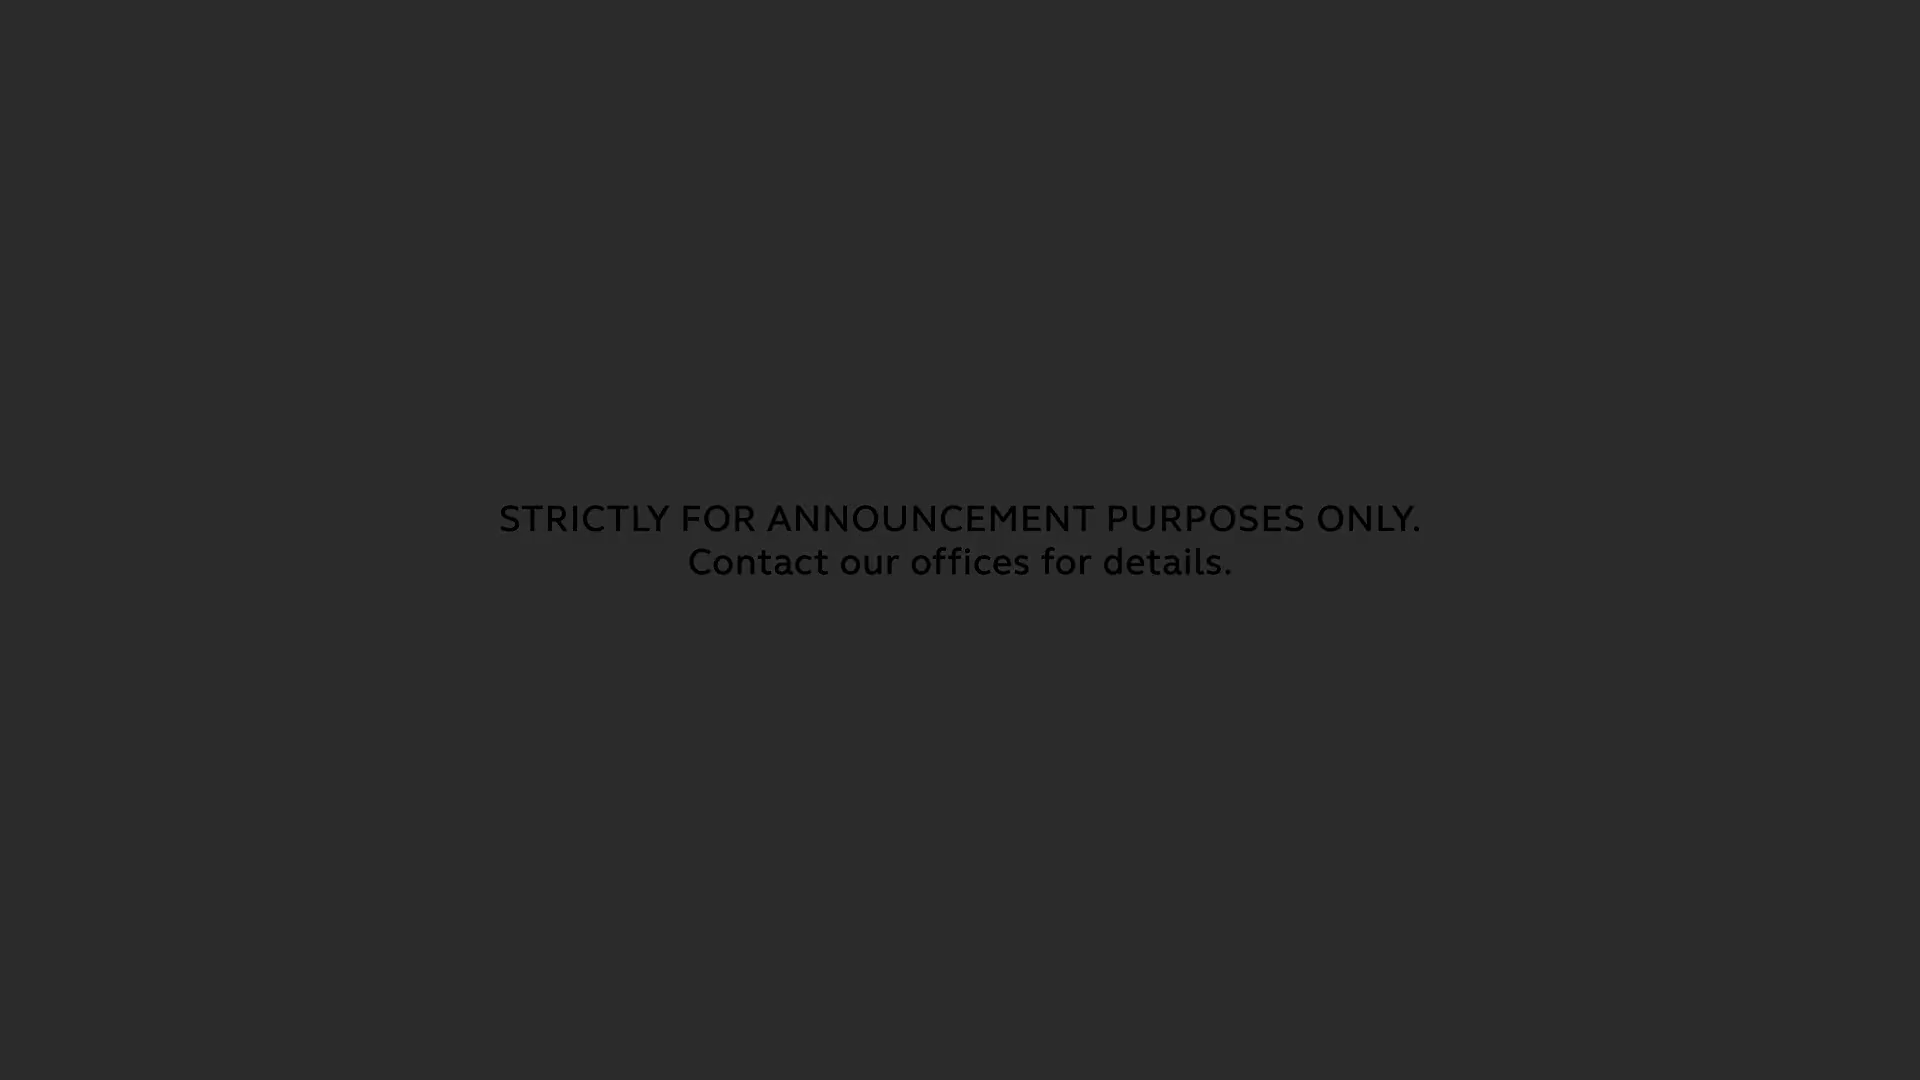 STRICTLY FOR ANNOUNCEMENT PURPOSES ONLY.
Contact our offices for details.